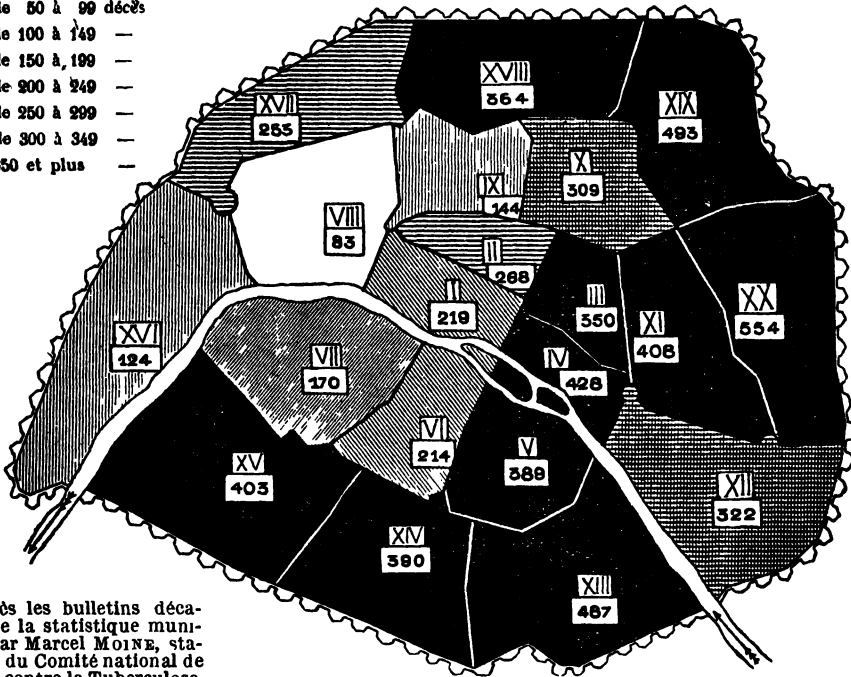 de 50 à 99 décès
de 100 à 149 —
de 150 à 199 —
de 200 à 249 —
de 250 à 299 —
de 300 à 349 —
350 et plus —
XVIII
364
XIX
493
XVII
255
X
309
IX
144
VIII
83
II
268
I
219
III
350
XI
408
XX
554
XVI
124
VIII
170
IV
428
VI
214
V
389
XV
403
XII
322
XIV
390
XIII
487
ès les bulletins déca-
e la statistique muni-
ar Marcel MOINE, sta-
du Comité national de
contre la Tuberculose